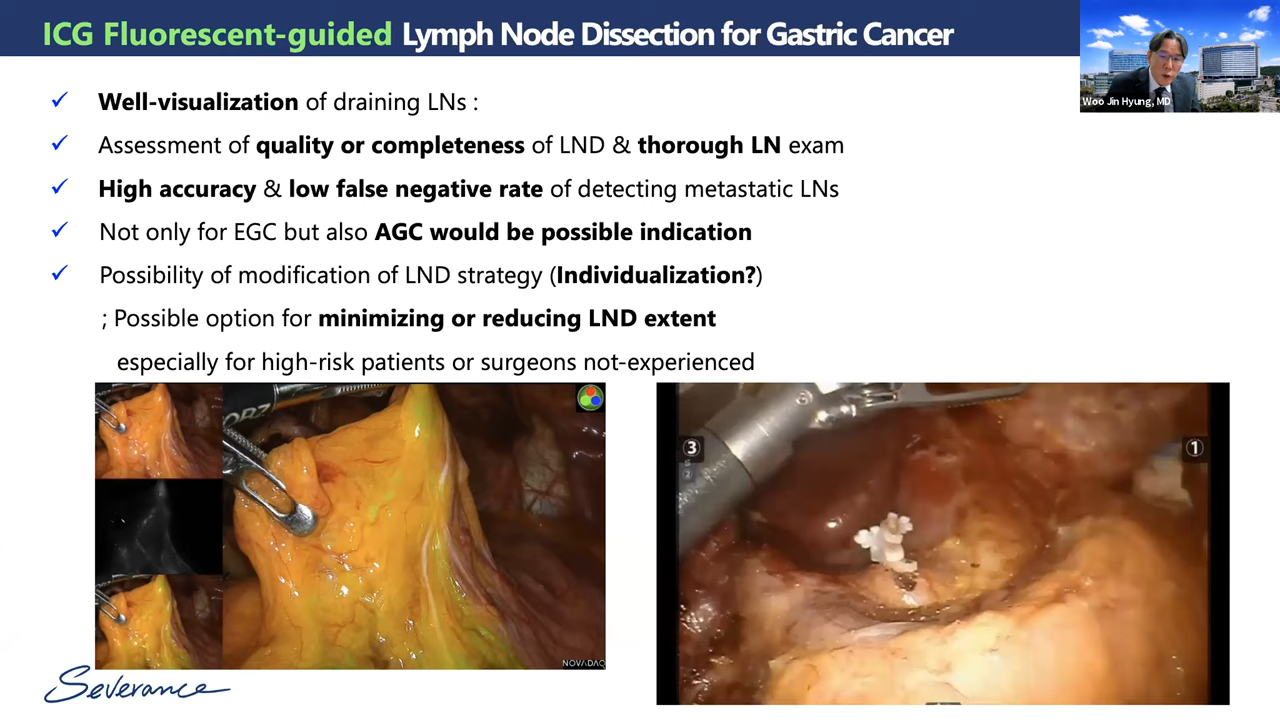 ICG Fluorescent-guided Lymph Node Dissection for Gastric Cancer
Woo Jin Hyung, MD
✓ Well-visualization of draining LNs :
✓ Assessment of quality or completeness of LND & thorough LN exam
✓ High accuracy & low false negative rate of detecting metastatic LNs
✓ Not only for EGC but also AGC would be possible indication
✓ Possibility of modification of LND strategy (Individualization?)
; Possible option for minimizing or reducing LND extent
especially for high-risk patients or surgeons not-experienced
NOVADAQ
③
①
Severance